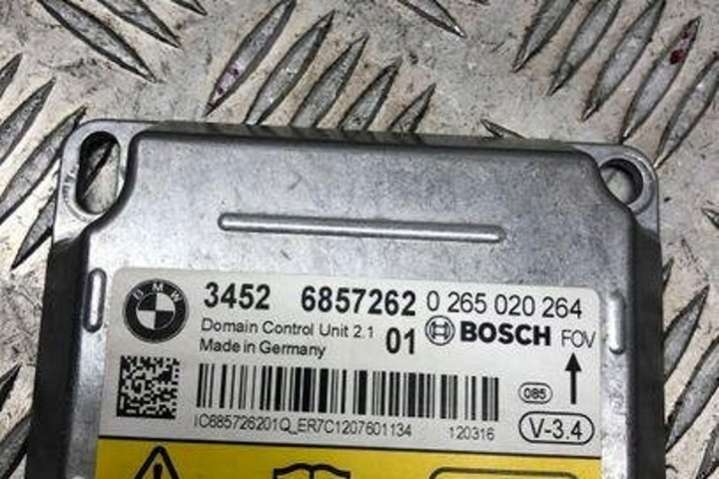 BMW
3452 6857262 0 265 020 264
Domain Control Unit 2.1 01 BOSCH FOV
Made in Germany
085
IC685726201Q_ER7C1207601134 120316
V-3.4